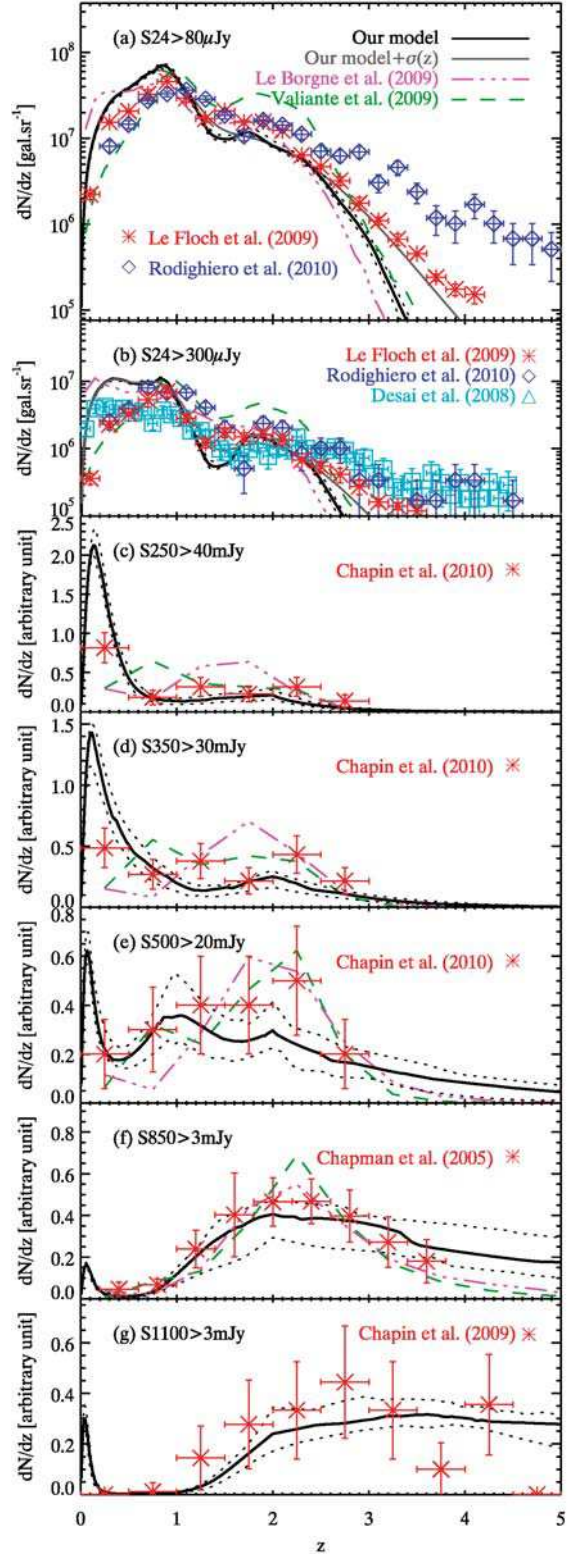 (a) S24>80μJy
Our model
Our model+σ(z)
Le Borgne et al. (2009)
Valiante et al. (2009)
Le Floch et al. (2009)
Rodighiero et al. (2010)
dN/dz [gal.sr⁻¹]
10⁸
10⁷
10⁶
10⁵
(b) S24>300μJy
Le Floch et al. (2009)
Rodighiero et al. (2010)
Desai et al. (2008)
dN/dz [gal.sr⁻¹]
10⁷
10⁶
10⁵
(c) S250>40mJy
Chapin et al. (2010)
dN/dz [arbitrary unit]
2.5
2.0
1.5
1.0
0.5
0.0
(d) S350>30mJy
Chapin et al. (2010)
dN/dz [arbitrary unit]
1.5
1.0
0.5
0.0
(e) S500>20mJy
Chapin et al. (2010)
dN/dz [arbitrary unit]
0.8
0.6
0.4
0.2
0.0
(f) S850>3mJy
Chapman et al. (2005)
dN/dz [arbitrary unit]
0.8
0.6
0.4
0.2
0.0
(g) S1100>3mJy
Chapin et al. (2009)
dN/dz [arbitrary unit]
0.6
0.4
0.2
0.0
0 1 2 3 4 5
z